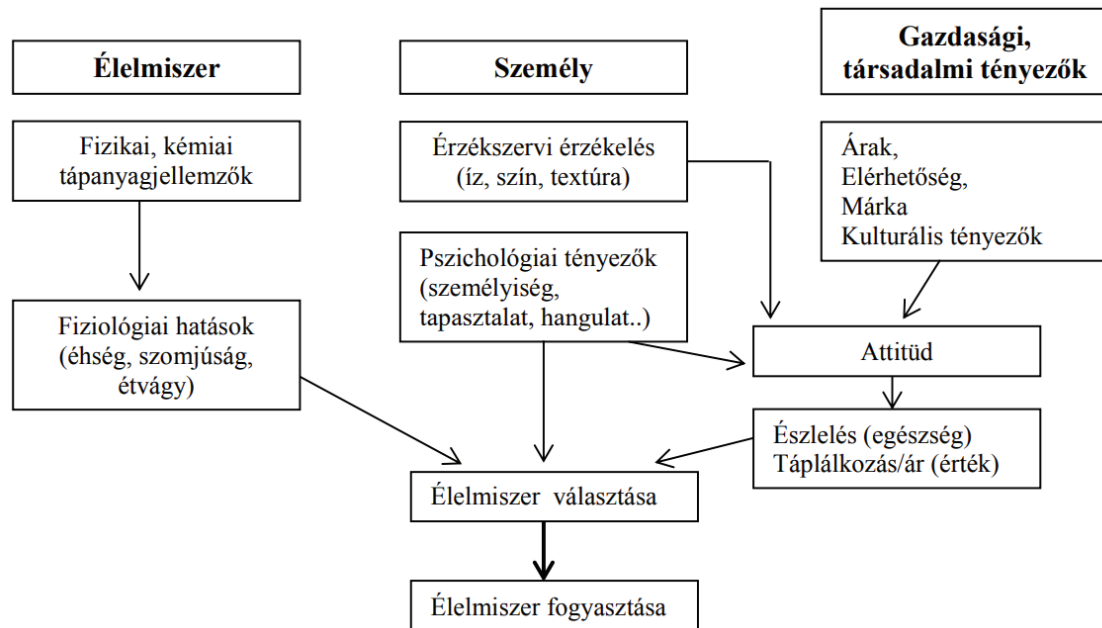 Élelmiszer
Személy
Gazdasági,
társadalmi tényezők
Fizikai, kémiai
tápanyagjellemzők
Érzékszervi érzékelés
(íz, szín, textúra)
Árak,
Elérhetőség,
Márka
Kulturális tényezők
Pszichológiai tényezők
(személyiség,
tapasztalat, hangulat..)
Fiziológiai hatások
(éhség, szomjúság,
étvágy)
Attitüd
Észlelés (egészség)
Táplálkozás/ár (érték)
Élelmiszer választása
Élelmiszer fogyasztása